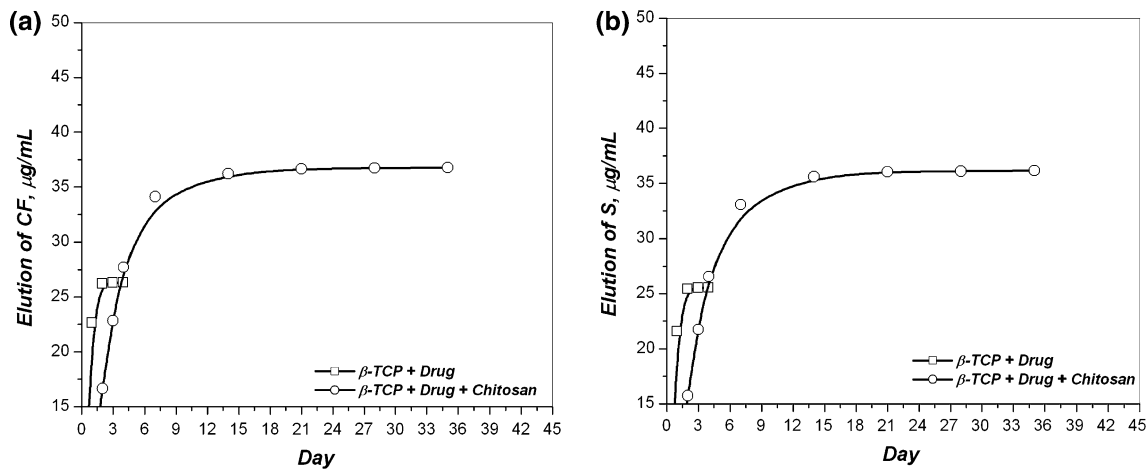 (a)
50
45
40
35
30
25
20
15
Elution of CF, µg/mL
β-TCP + Drug
β-TCP + Drug + Chitosan
0 3 6 9 12 15 18 21 24 27 30 33 36 39 42 45
Day
(b)
50
45
40
35
30
25
20
15
Elution of S, µg/mL
β-TCP + Drug
β-TCP + Drug + Chitosan
0 3 6 9 12 15 18 21 24 27 30 33 36 39 42 45
Day